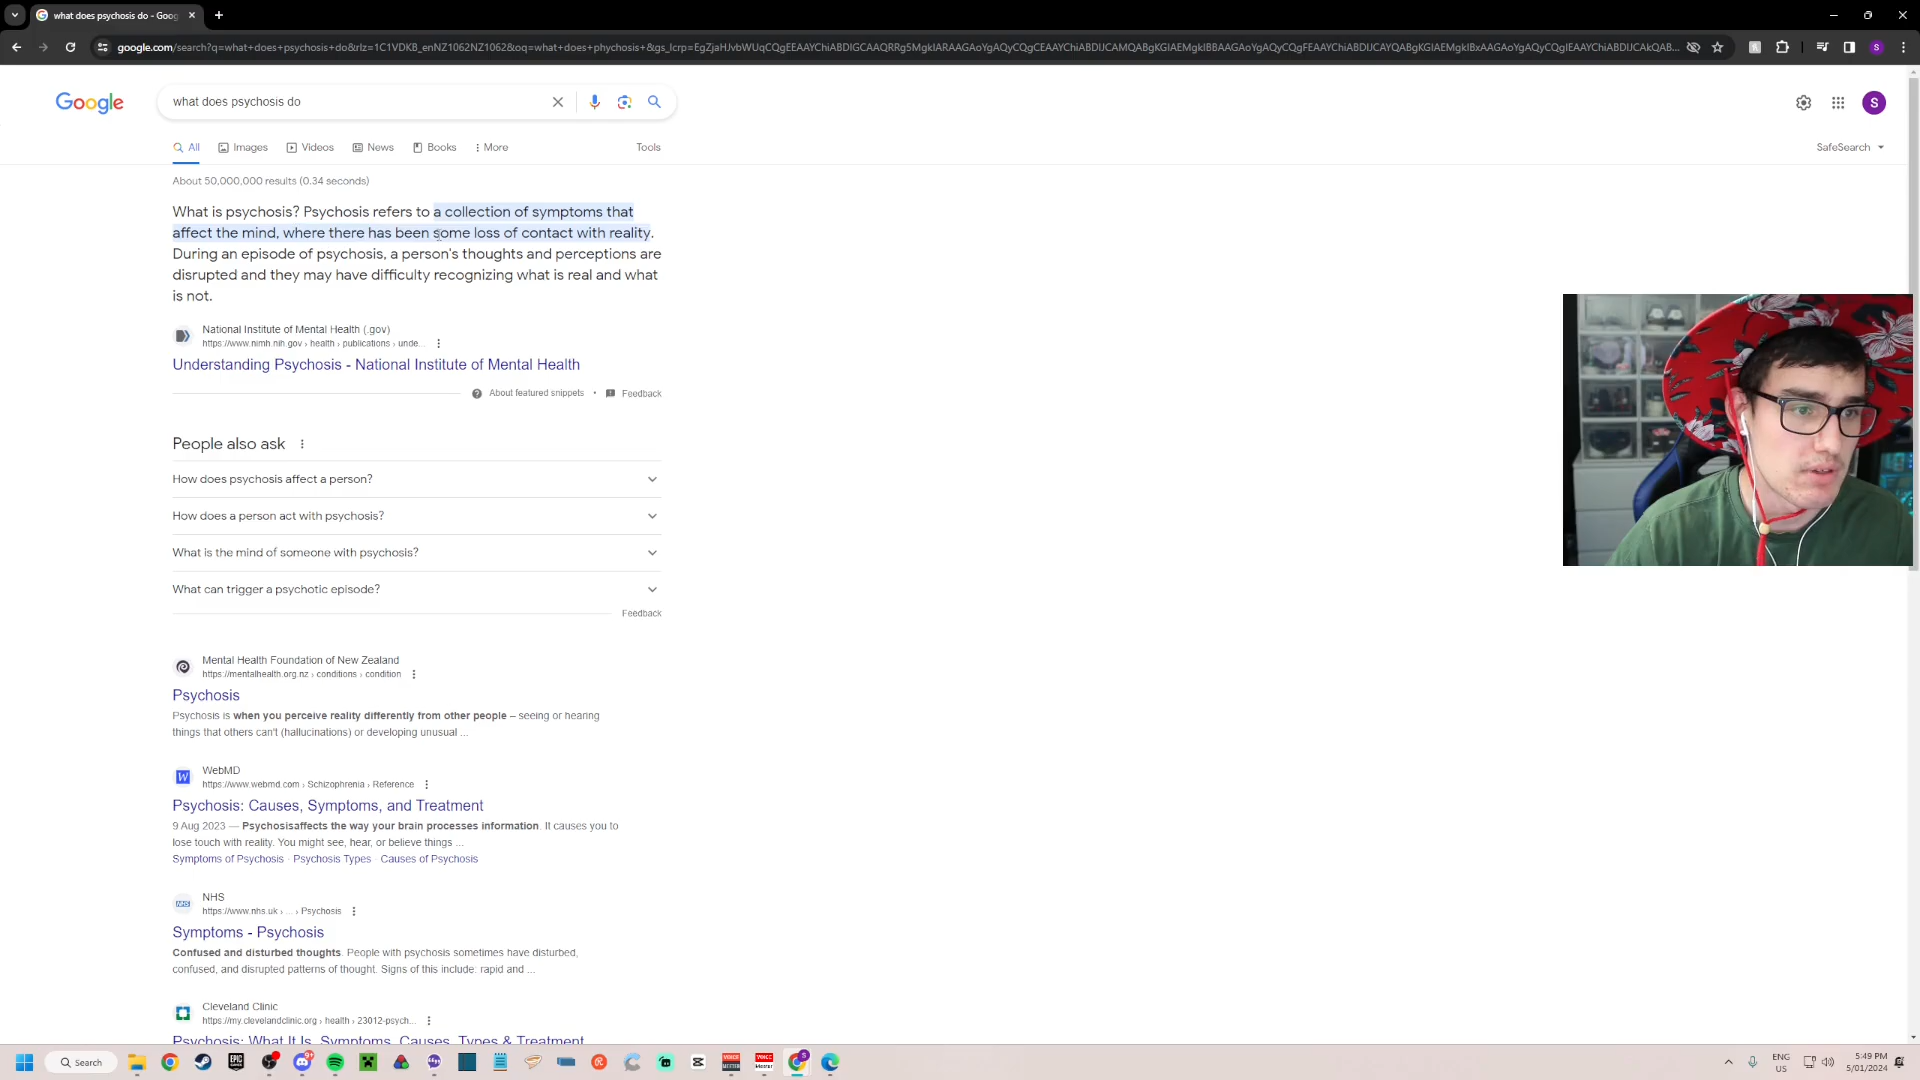 what does psychosis do - Goog
google.com/search?q=what+does+psychosis+do&rlz=1C1VDKB_enNZ1062NZ1062&oq=what+does+phychosis+&gs_lcrp=
Google
what does psychosis do
S
All Images Videos News Books More Tools
SafeSearch
About 50,000,000 results (0.34 seconds)
What is psychosis? Psychosis refers to a collection of symptoms that
affect the mind, where there has been some loss of contact with reality.
During an episode of psychosis, a person's thoughts and perceptions are
disrupted and they may have difficulty recognizing what is real and what
is not.
National Institute of Mental Health (.gov)
https://www.nimh.nih.gov › health › publications › unde...
Understanding Psychosis - National Institute of Mental Health
About featured snippets • Feedback
People also ask
How does psychosis affect a person?
How does a person act with psychosis?
What is the mind of someone with psychosis?
What can trigger a psychotic episode?
Feedback
Mental Health Foundation of New Zealand
https://mentalhealth.org.nz › conditions › condition
Psychosis
Psychosis is when you perceive reality differently from other people – seeing or hearing
things that others can't (hallucinations) or developing unusual ...
W
WebMD
https://www.webmd.com › Schizophrenia › Reference
Psychosis: Causes, Symptoms, and Treatment
9 Aug 2023 — Psychosisaffects the way your brain processes information. It causes you to
lose touch with reality. You might see, hear, or believe things ...
Symptoms of Psychosis · Psychosis Types · Causes of Psychosis
NHS
NHS
https://www.nhs.uk › ... › Psychosis
Symptoms - Psychosis
Confused and disturbed thoughts. People with psychosis sometimes have disturbed,
confused, and disrupted patterns of thought. Signs of this include: rapid and ...
Cleveland Clinic
https://my.clevelandclinic.org › health › 23012-psych...
Psychosis: What It Is, Symptoms, Causes, Types & Treatment
Search
ENG
US
5:49 PM
5/01/2024